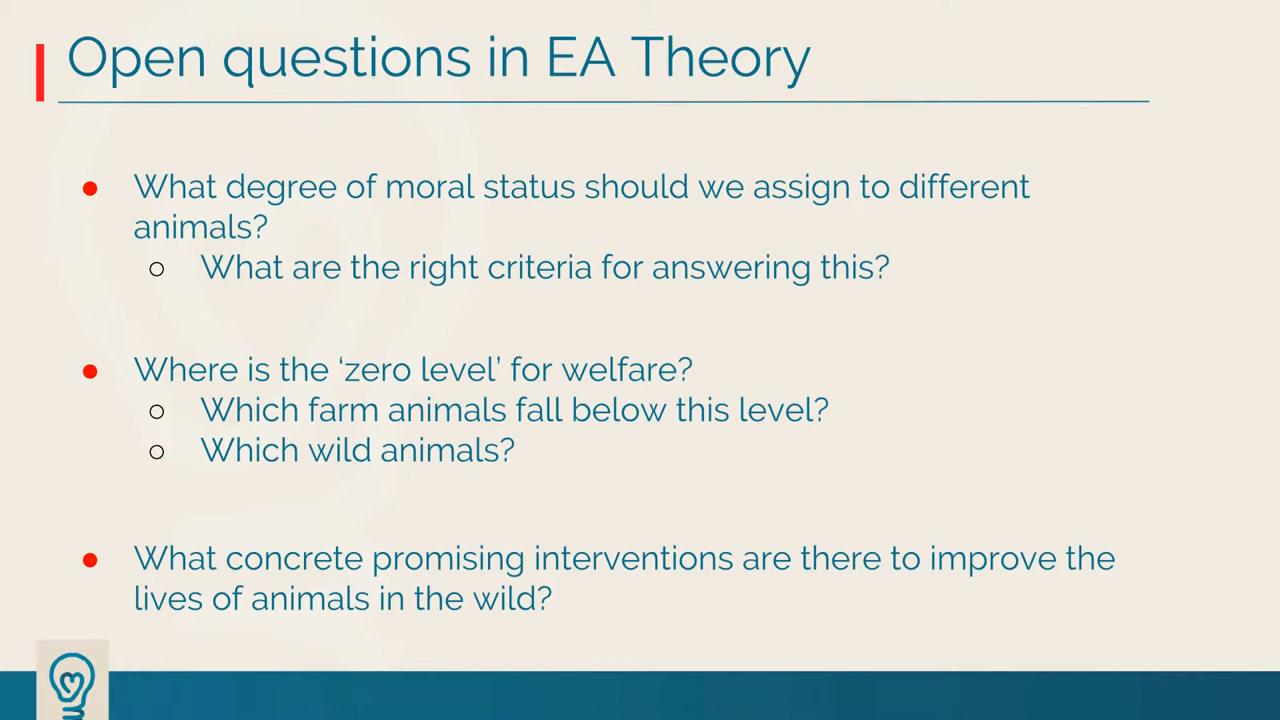 Open questions in EA Theory
What degree of moral status should we assign to different
animals?
What are the right criteria for answering this?
Where is the ‘zero level’ for welfare?
Which farm animals fall below this level?
Which wild animals?
What concrete promising interventions are there to improve the
lives of animals in the wild?